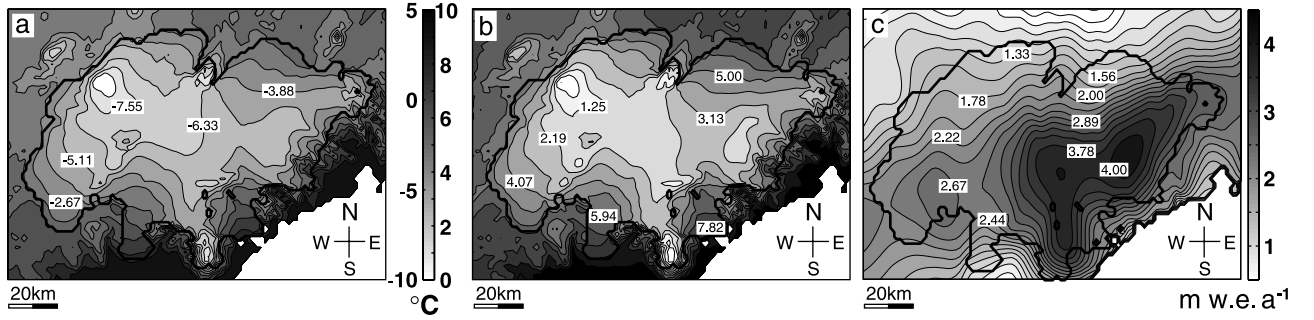 a
-7.55
-3.88
-6.33
-5.11
-2.67
N
W E
S
20km
5
0
-5
-10
°C
10
8
6
4
2
0
b
5.00
1.25
3.13
2.19
4.07
5.94
7.82
N
W E
S
20km
c
1.33
1.56
1.78
2.00
2.89
2.22
3.78
4.00
2.67
2.44
N
W E
S
20km
4
3
2
1
m w.e. a-1